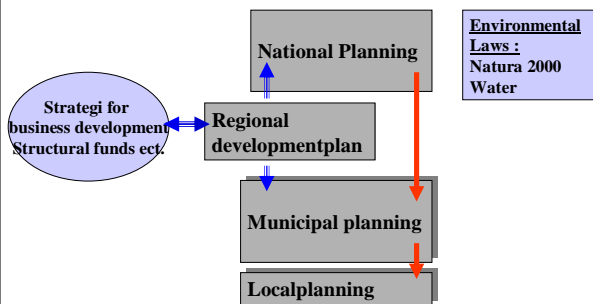 National Planning
Environmental
Laws :
Natura 2000
Water
Strategi for
business development
Structural funds ect.
Regional
developmentplan
Municipal planning
Localplanning